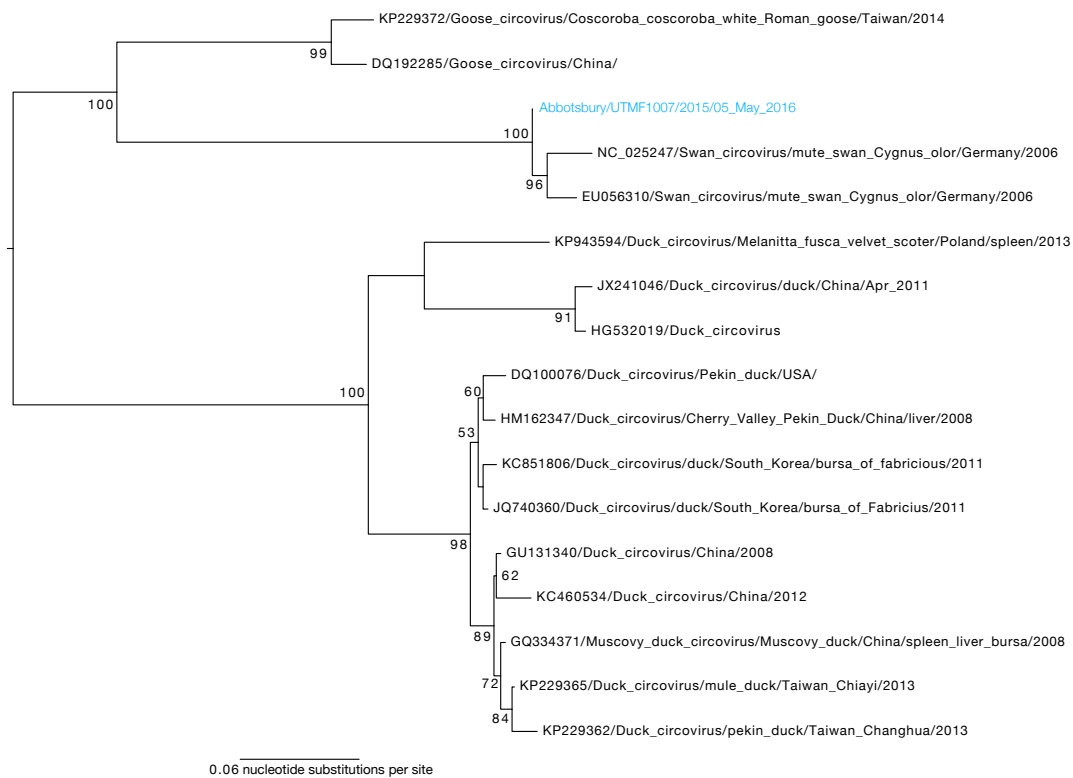 KP229372/Goose_circovirus/Coscoroba_coscoroba_white_Roman_goose/Taiwan/2014
99
DQ192285/Goose_circovirus/China/
100
Abbotsbury/UTMF1007/2015/05_May_2016
100
NC_025247/Swan_circovirus/mute_swan_Cygnus_olor/Germany/2006
96
EU056310/Swan_circovirus/mute_swan_Cygnus_olor/Germany/2006
KP943594/Duck_circovirus/Melanitta_fusca_velvet_scoter/Poland/spleen/2013
JX241046/Duck_circovirus/duck/China/Apr_2011
91
HG532019/Duck_circovirus
DQ100076/Duck_circovirus/Pekin_duck/USA/
100
60
HM162347/Duck_circovirus/Cherry_Valley_Pekin_Duck/China/liver/2008
53
KC851806/Duck_circovirus/duck/South_Korea/bursa_of_fabricious/2011
JQ740360/Duck_circovirus/duck/South_Korea/bursa_of_Fabricius/2011
98
GU131340/Duck_circovirus/China/2008
62
KC460534/Duck_circovirus/China/2012
89
GQ334371/Muscovy_duck_circovirus/Muscovy_duck/China/spleen_liver_bursa/2008
72
KP229365/Duck_circovirus/mule_duck/Taiwan_Chiayi/2013
84
KP229362/Duck_circovirus/pekin_duck/Taiwan_Changhua/2013
0.06 nucleotide substitutions per site